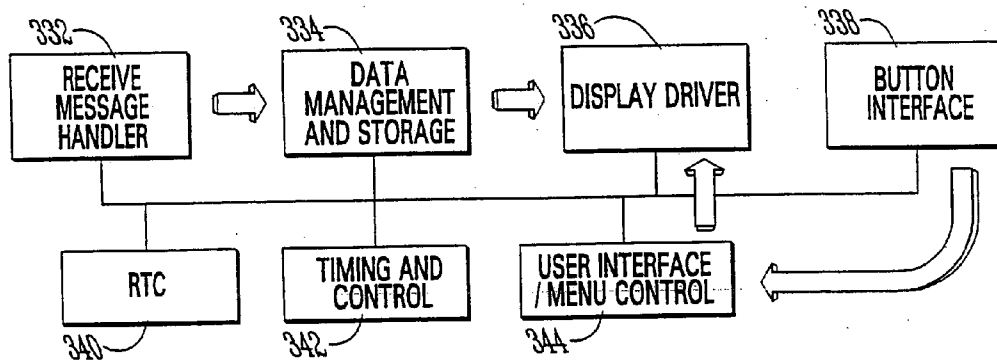 332
RECEIVE
MESSAGE
HANDLER
334
DATA
MANAGEMENT
AND STORAGE
336
DISPLAY DRIVER
338
BUTTON
INTERFACE
RTC
340
TIMING AND
CONTROL
342
USER INTERFACE
/ MENU CONTROL
344